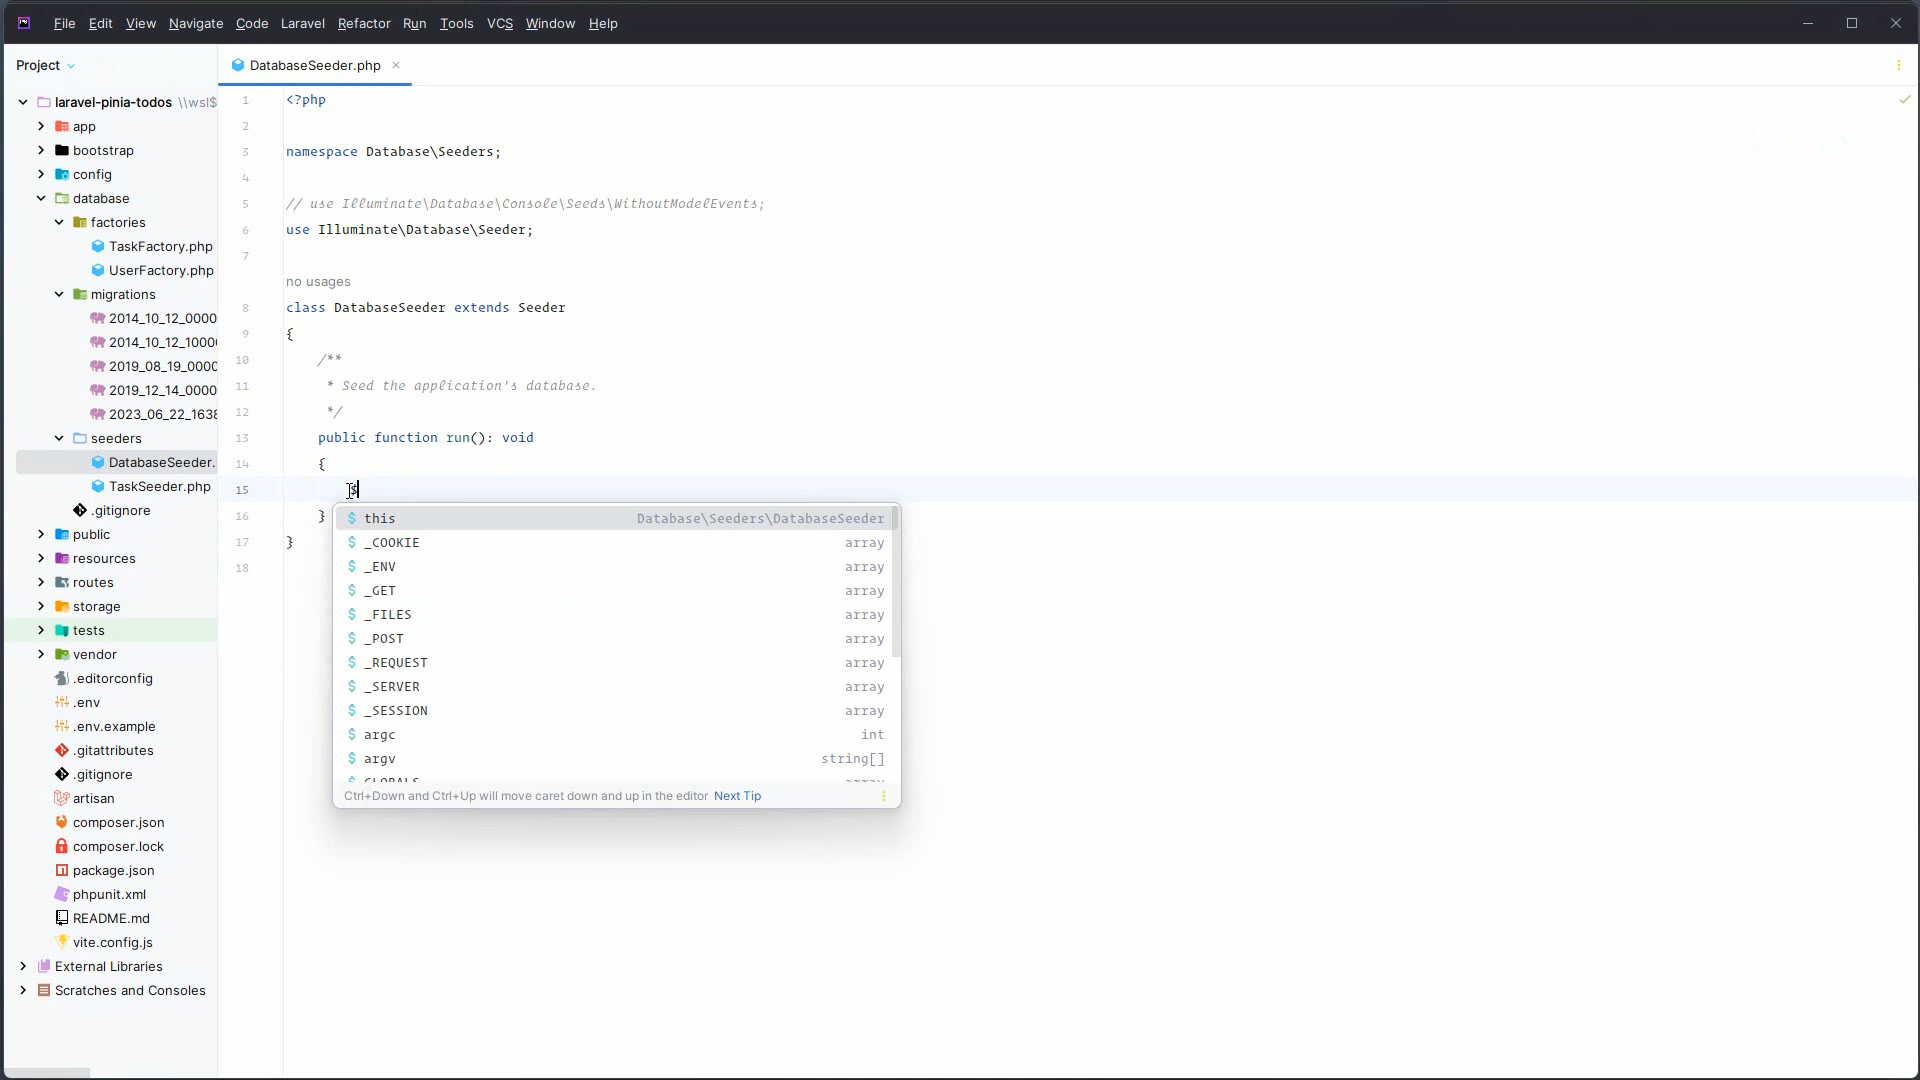 File Edit View Navigate Code Laravel Refactor Run Tools VCS Window Help
Project
DatabaseSeeder.php
laravel-pinia-todos \\wsl$
app
bootstrap
config
database
factories
TaskFactory.php
UserFactory.php
migrations
2014_10_12_0000
2014_10_12_1000
2019_08_19_0000
2019_12_14_0000
2023_06_22_1638
seeders
DatabaseSeeder.
TaskSeeder.php
.gitignore
public
resources
routes
storage
tests
vendor
.editorconfig
.env
.env.example
.gitattributes
.gitignore
artisan
composer.json
composer.lock
package.json
phpunit.xml
README.md
vite.config.js
External Libraries
Scratches and Consoles
1 <?php
2
3 namespace Database\Seeders;
4
5 // use Illuminate\Database\Console\Seeds\WithoutModelEvents;
6 use Illuminate\Database\Seeder;
7
no usages
8 class DatabaseSeeder extends Seeder
9 {
10 /**
11 * Seed the application's database.
12 */
13 public function run(): void
14 {
15 $
16 }
17 }
18
$ this Database\Seeders\DatabaseSeeder
$ _COOKIE array
$ _ENV array
$ _GET array
$ _FILES array
$ _POST array
$ _REQUEST array
$ _SERVER array
$ _SESSION array
$ argc int
$ argv string[]
$ GLOBALS array
Ctrl+Down and Ctrl+Up will move caret down and up in the editor Next Tip